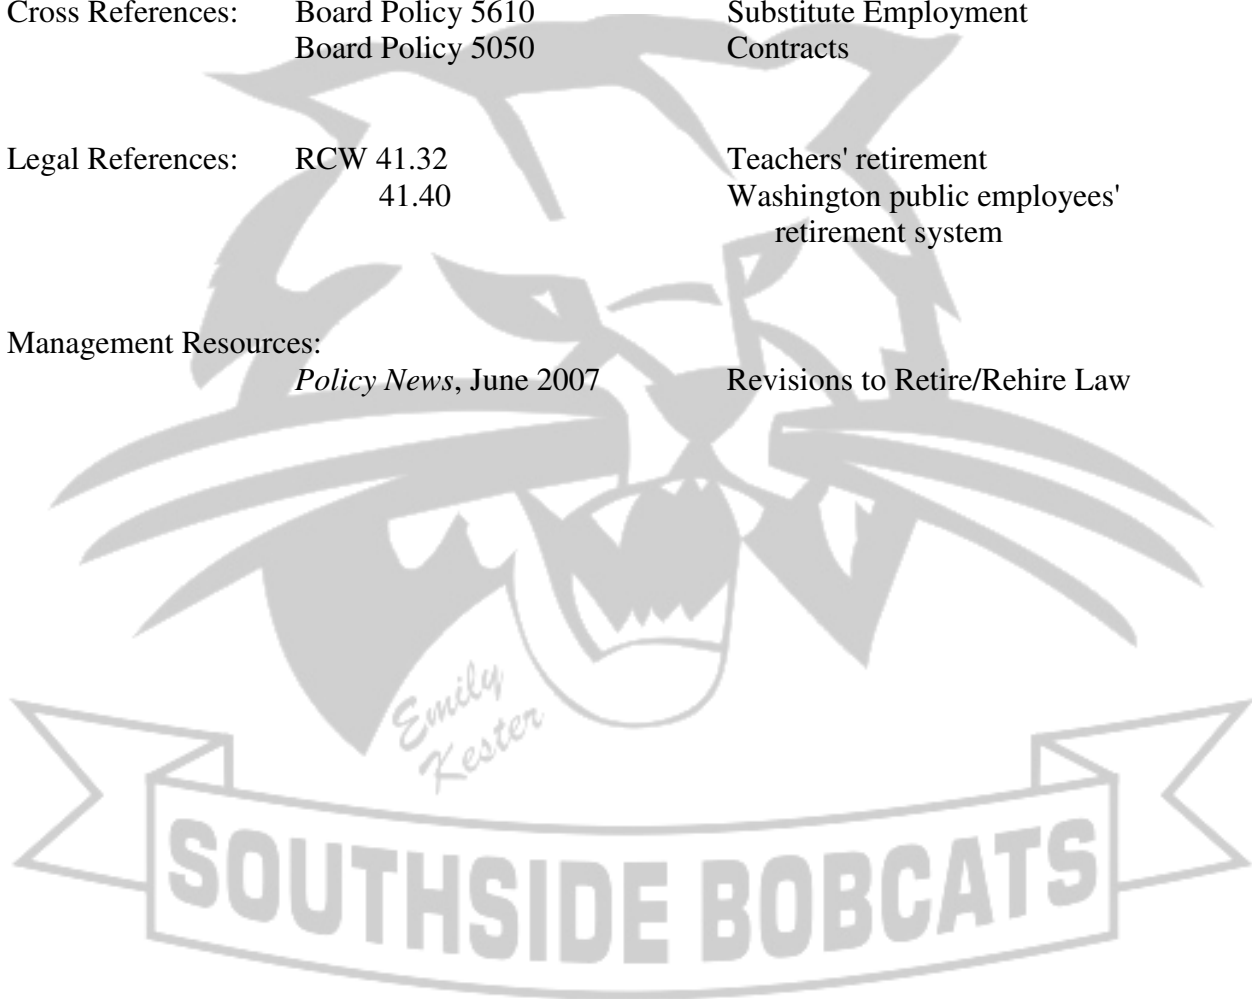 Cross References: Board Policy 5610 Substitute Employment
Board Policy 5050 Contracts
Legal References: RCW 41.32 Teachers' retirement
41.40 Washington public employees'
retirement system
Management Resources:
Policy News, June 2007 Revisions to Retire/Rehire Law
Emily
Kester
SOUTHSIDE BOBCATS